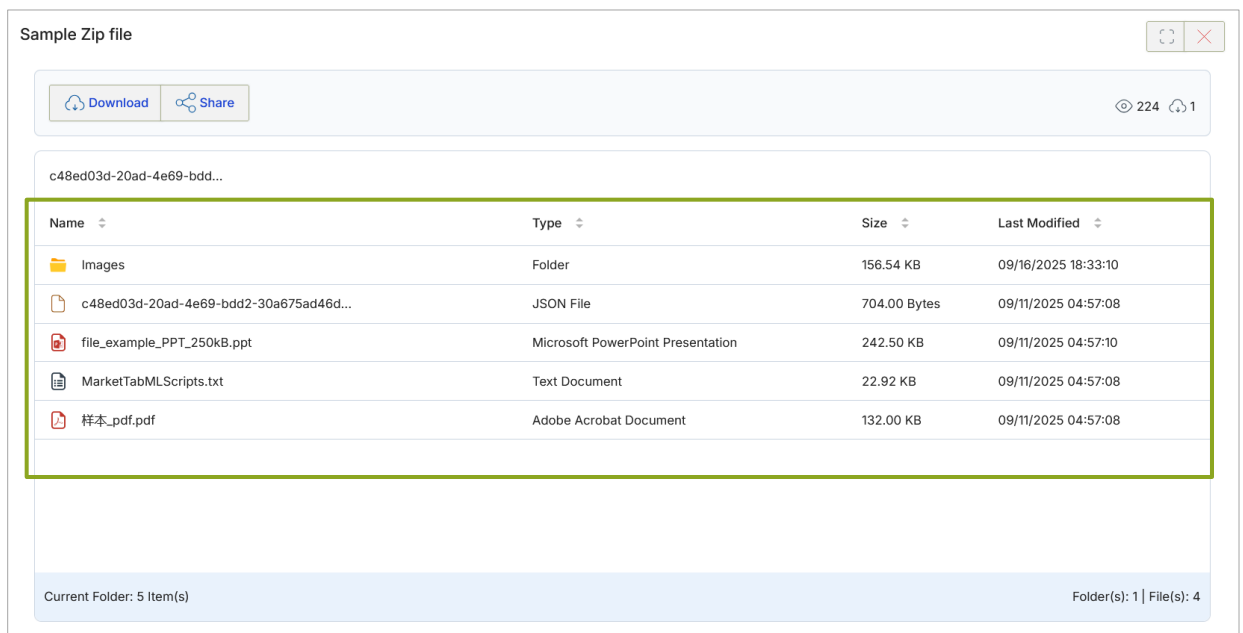 Sample Zip file
Download Share 224 1
c48ed03d-20ad-4e69-bdd...
Name Type Size Last Modified
Images Folder 156.54 KB 09/16/2025 18:33:10
c48ed03d-20ad-4e69-bdd2-30a675ad46d... JSON File 704.00 Bytes 09/11/2025 04:57:08
file_example_PPT_250kB.ppt Microsoft PowerPoint Presentation 242.50 KB 09/11/2025 04:57:10
MarketTabMLScripts.txt Text Document 22.92 KB 09/11/2025 04:57:08
样本_pdf.pdf Adobe Acrobat Document 132.00 KB 09/11/2025 04:57:08
Current Folder: 5 Item(s) Folder(s): 1 | File(s): 4